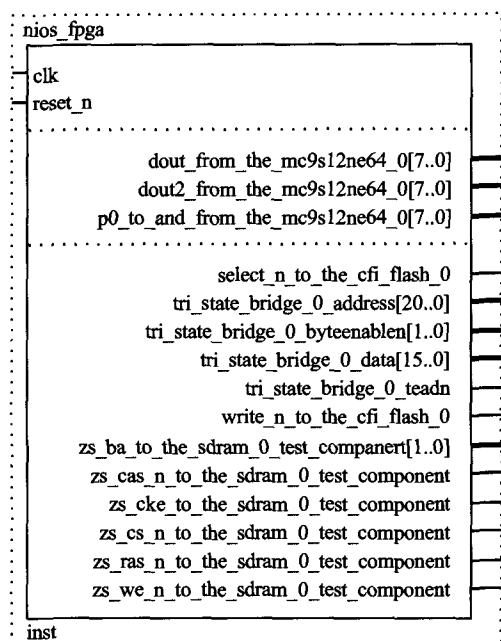 nios_fpga
clk
reset_n
dout_from_the_mc9s12ne64_0[7..0]
dout2_from_the_mc9s12ne64_0[7..0]
p0_to_and_from_the_mc9s12ne64_0[7..0]
select_n_to_the_cfi_flash_0
tri_state_bridge_0_address[20..0]
tri_state_bridge_0_byteenablen[1..0]
tri_state_bridge_0_data[15..0]
tri_state_bridge_0_teadn
write_n_to_the_cfi_flash_0
zs_ba_to_the_sdram_0_test_companert[1..0]
zs_cas_n_to_the_sdram_0_test_component
zs_cke_to_the_sdram_0_test_component
zs_cs_n_to_the_sdram_0_test_component
zs_ras_n_to_the_sdram_0_test_component
zs_we_n_to_the_sdram_0_test_component
inst